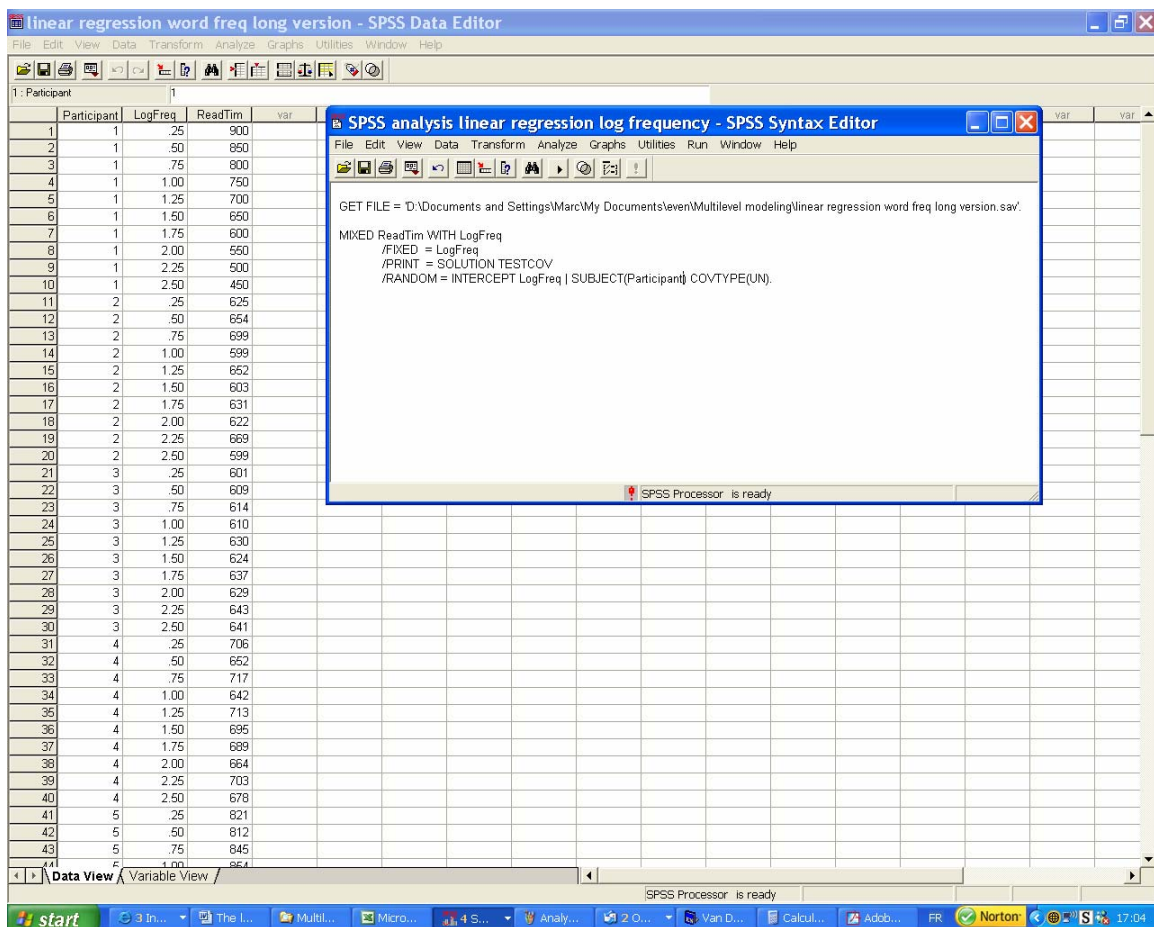 linear regression word freq long version - SPSS Data Editor
File Edit View Data Transform Analyze Graphs Utilities Window Help
1 : Participant 1
Participant LogFreq ReadTim var var var
1 1 .25 900
2 1 .50 850
3 1 .75 800
4 1 1.00 750
5 1 1.25 700
6 1 1.50 650
7 1 1.75 600
8 1 2.00 550
9 1 2.25 500
10 1 2.50 450
11 2 .25 625
12 2 .50 654
13 2 .75 699
14 2 1.00 599
15 2 1.25 652
16 2 1.50 603
17 2 1.75 631
18 2 2.00 622
19 2 2.25 669
20 2 2.50 599
21 3 .25 601
22 3 .50 609
23 3 .75 614
24 3 1.00 610
25 3 1.25 630
26 3 1.50 624
27 3 1.75 637
28 3 2.00 629
29 3 2.25 643
30 3 2.50 641
31 4 .25 706
32 4 .50 652
33 4 .75 717
34 4 1.00 642
35 4 1.25 713
36 4 1.50 695
37 4 1.75 689
38 4 2.00 664
39 4 2.25 703
40 4 2.50 678
41 5 .25 821
42 5 .50 812
43 5 .75 845
44 5 1.00
SPSS analysis linear regression log frequency - SPSS Syntax Editor
File Edit View Data Transform Analyze Graphs Utilities Run Window Help
GET FILE = 'D:\Documents and Settings\Marc\My Documents\even\Multilevel modeling\linear regression word freq long version.sav'.
MIXED ReadTim WITH LogFreq
/FIXED = LogFreq
/PRINT = SOLUTION TESTCOV
/RANDOM = INTERCEPT LogFreq | SUBJECT(Participant) COVTYPE(UN).
SPSS Processor is ready
Data View Variable View
SPSS Processor is ready
start 3 In... The I... Multil... Micro... 4 S... Analy... 2 O... Van D... Calcul... Adob... FR Norton S 17:04